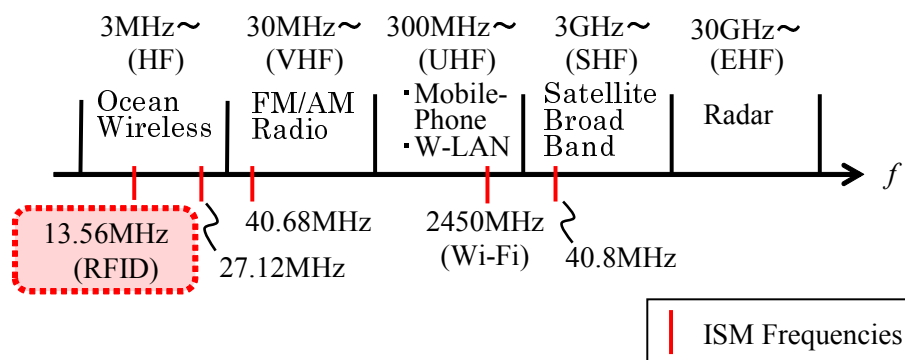 3MHz～
(HF)
30MHz～
(VHF)
300MHz～
(UHF)
3GHz～
(SHF)
30GHz～
(EHF)
Ocean
Wireless
FM/AM
Radio
・Mobile-
Phone
・W-LAN
Satellite
Broad
Band
Radar
f
13.56MHz
(RFID)
27.12MHz
40.68MHz
2450MHz
(Wi-Fi)
40.8MHz
ISM Frequencies